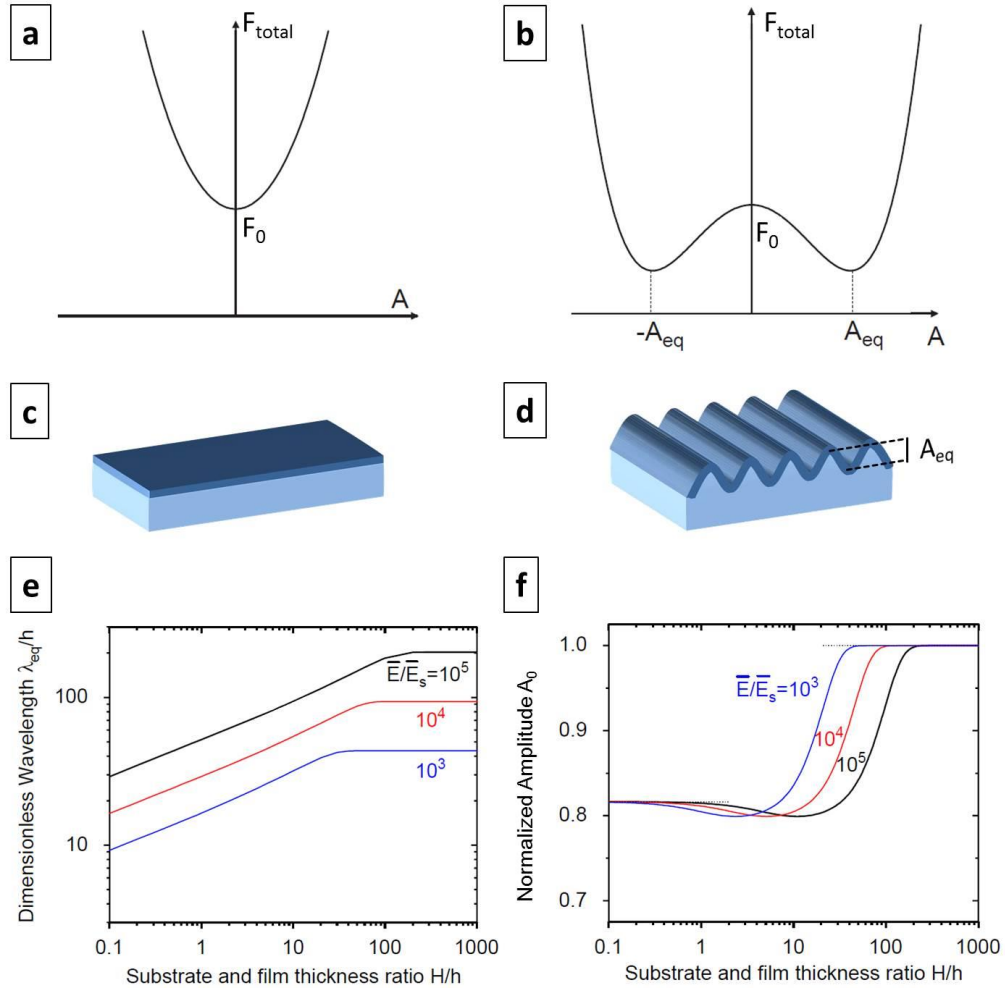 a
F_total
F_0
A
b
F_total
F_0
-A_eq
A_eq
A
c
d
A_eq
e
Dimensionless Wavelength λ_eq/h
100
10
E̅/E̅_s=10^5
10^4
10^3
0.1 1 10 100 1000
Substrate and film thickness ratio H/h
f
Normalized Amplitude A_0
1.0
0.9
0.8
0.7
E̅/E̅_s=10^3
10^4
10^5
0.1 1 10 100 1000
Substrate and film thickness ratio H/h